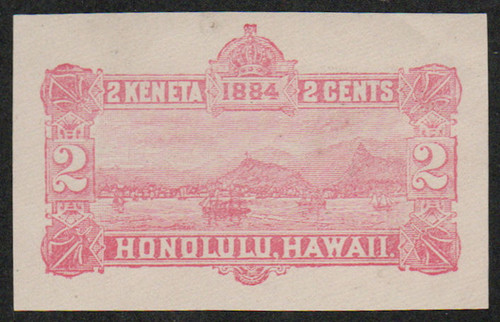 2 KENETA 1884 2 CENTS
2 2
HONOLULU, HAWAII.